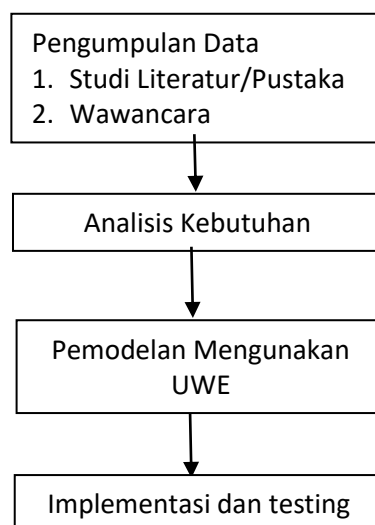 Pengumpulan Data
1. Studi Literatur/Pustaka
2. Wawancara
Analisis Kebutuhan
Pemodelan Mengunakan
UWE
Implementasi dan testing